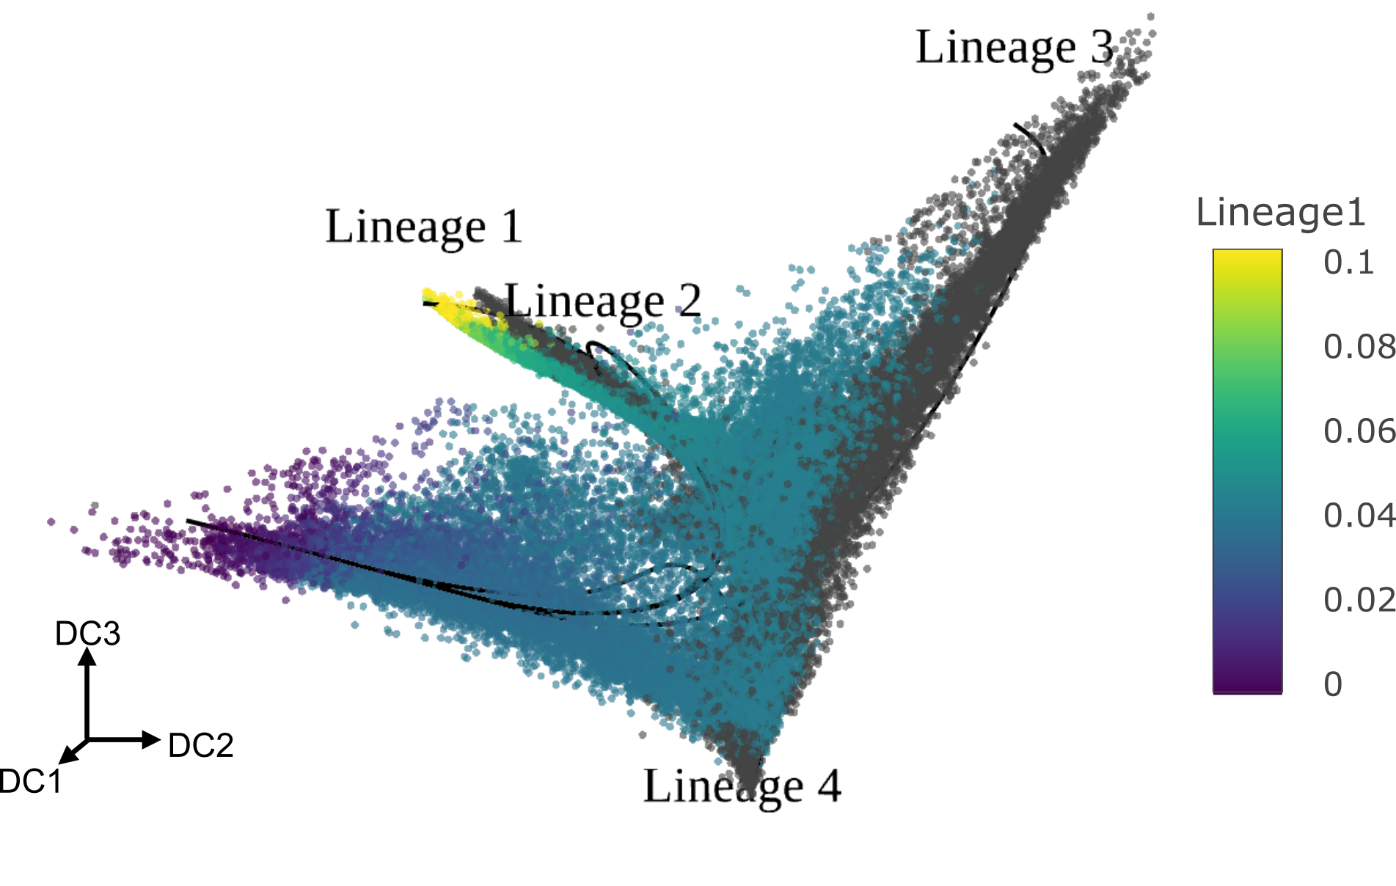 Lineage 3
Lineage 1
Lineage 2
Lineage 4
Lineage1
0.1
0.08
0.06
0.04
0.02
0
DC3
DC2
DC1